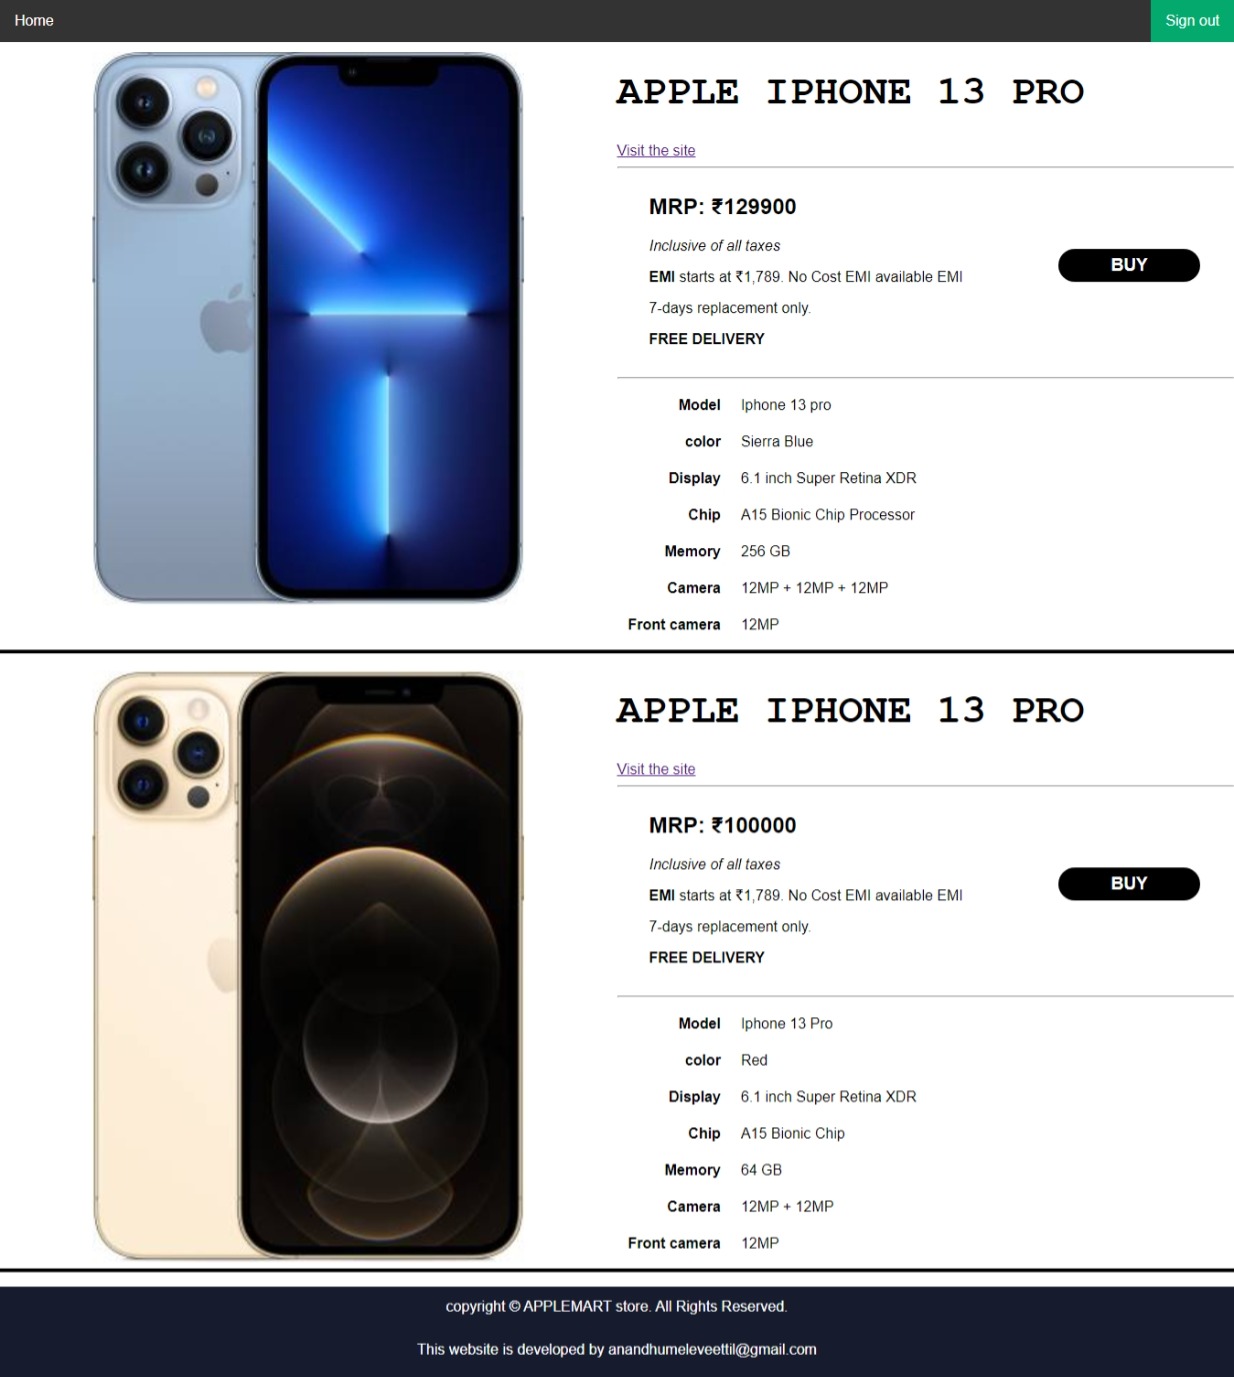 Home
Sign out
APPLE IPHONE 13 PRO
Visit the site
MRP: ₹129900
Inclusive of all taxes
EMI starts at ₹1,789. No Cost EMI available EMI
7-days replacement only.
FREE DELIVERY
BUY
Model Iphone 13 pro
color Sierra Blue
Display 6.1 inch Super Retina XDR
Chip A15 Bionic Chip Processor
Memory 256 GB
Camera 12MP + 12MP + 12MP
Front camera 12MP
APPLE IPHONE 13 PRO
Visit the site
MRP: ₹100000
Inclusive of all taxes
EMI starts at ₹1,789. No Cost EMI available EMI
7-days replacement only.
FREE DELIVERY
BUY
Model Iphone 13 Pro
color Red
Display 6.1 inch Super Retina XDR
Chip A15 Bionic Chip
Memory 64 GB
Camera 12MP + 12MP
Front camera 12MP
copyright © APPLEMART store. All Rights Reserved.
This website is developed by anandhumeleveettil@gmail.com